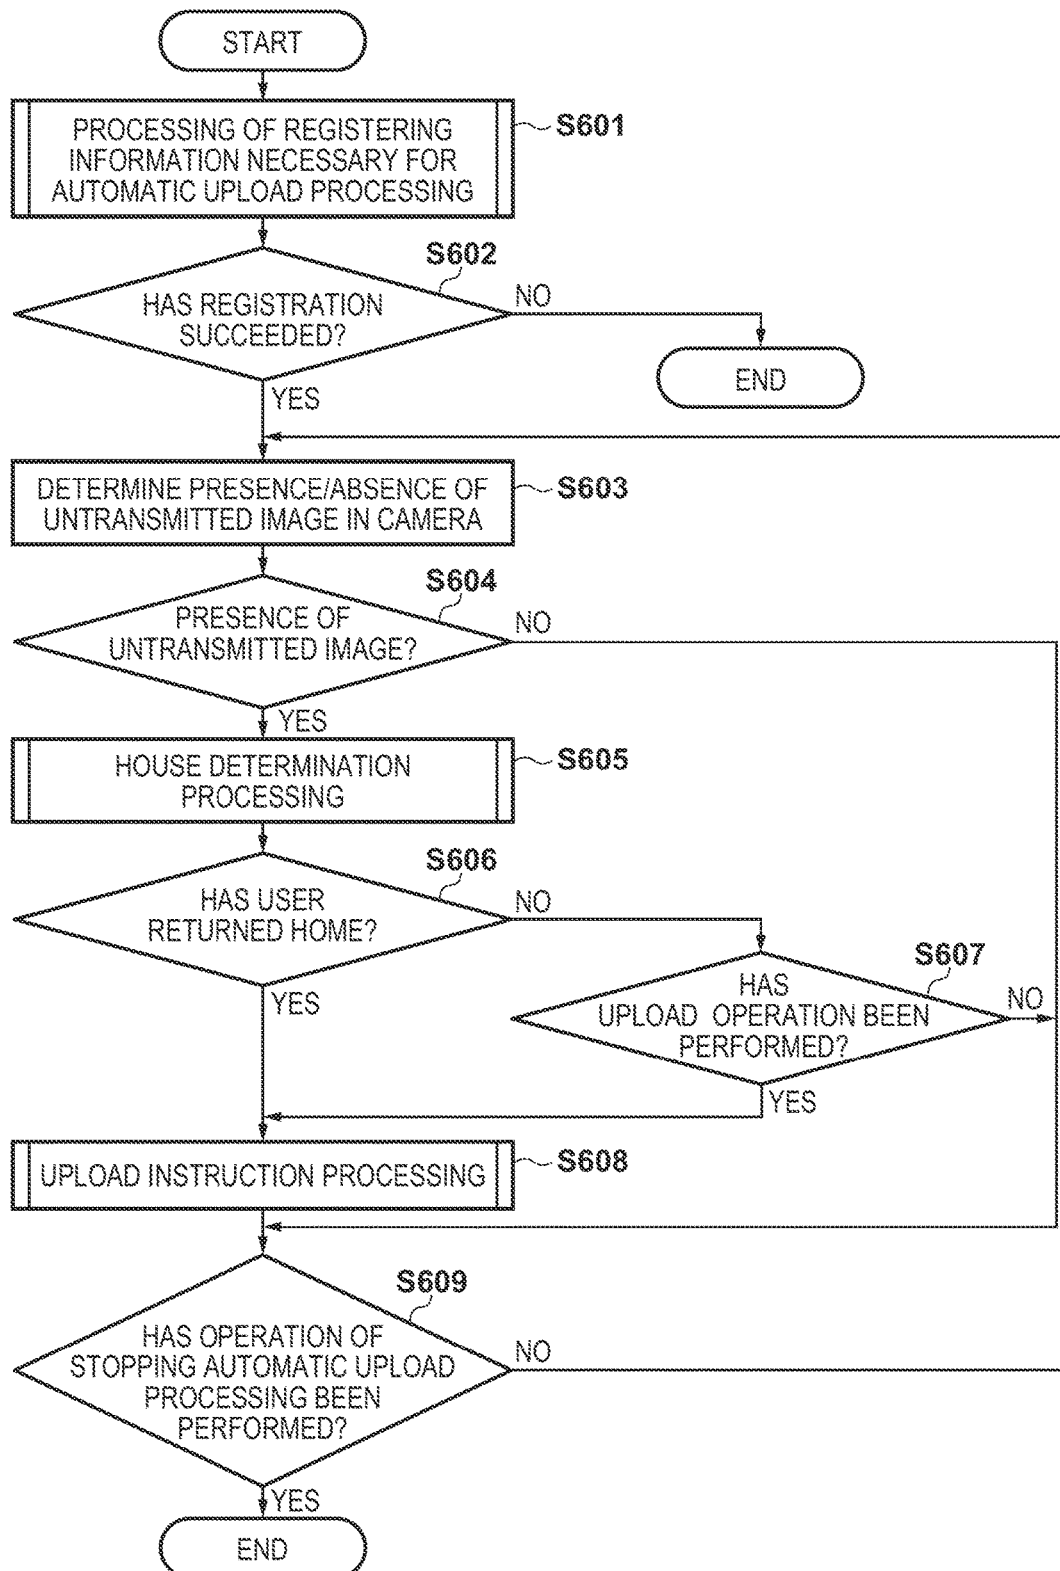 START
PROCESSING OF REGISTERING
INFORMATION NECESSARY FOR
AUTOMATIC UPLOAD PROCESSING
S601
S602
HAS REGISTRATION
SUCCEEDED?
NO
END
YES
DETERMINE PRESENCE/ABSENCE OF
UNTRANSMITTED IMAGE IN CAMERA
S603
S604
PRESENCE OF
UNTRANSMITTED IMAGE?
NO
YES
HOUSE DETERMINATION
PROCESSING
S605
S606
HAS USER
RETURNED HOME?
NO
YES
S607
HAS
UPLOAD OPERATION BEEN
PERFORMED?
NO
YES
UPLOAD INSTRUCTION PROCESSING
S608
S609
HAS OPERATION OF
STOPPING AUTOMATIC UPLOAD
PROCESSING BEEN
PERFORMED?
NO
YES
END